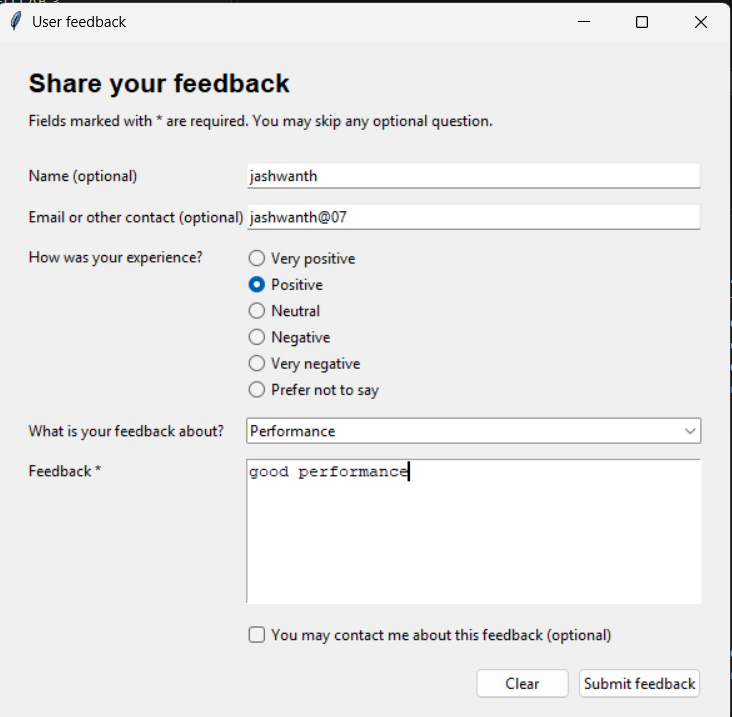 User feedback
Share your feedback
Fields marked with * are required. You may skip any optional question.
Name (optional) jashwanth
Email or other contact (optional) jashwanth@07
How was your experience? Very positive
Positive
Neutral
Negative
Very negative
Prefer not to say
What is your feedback about? Performance
Feedback * good performance
You may contact me about this feedback (optional)
Clear Submit feedback